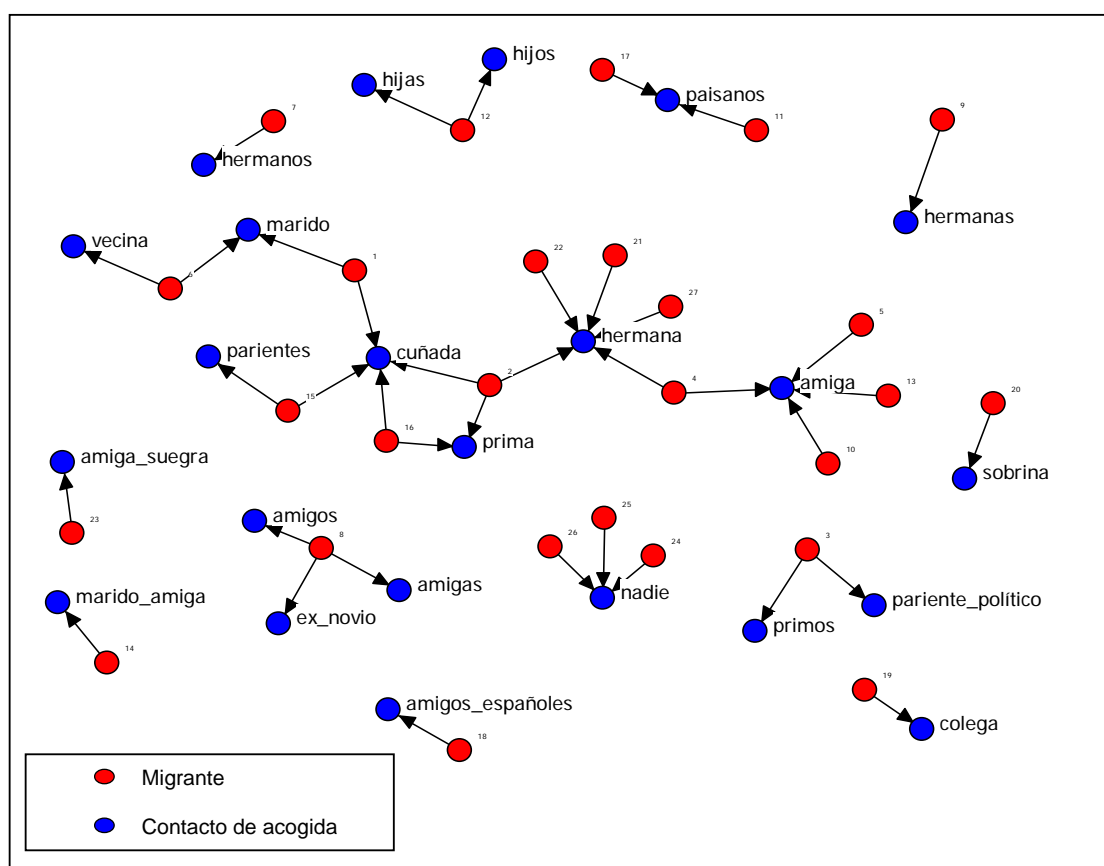 hijos
17
hijas
paisanos
7
12
11
9
hermanos
hermanas
marido
vecina
22
21
1
6
27
5
hermana
parientes
cuñada
2
4
amiga
13
20
15
16
prima
10
sobrina
amiga_suegra
25
amigos
23
8
26
24
3
amigas
nadie
marido_amiga
pariente_político
ex_novio
primos
14
19
amigos_españoles
colega
18
Migrante
Contacto de acogida